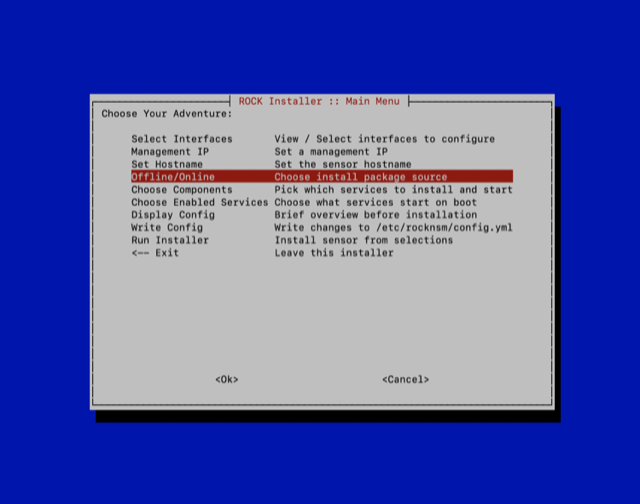 ROCK Installer :: Main Menu
Choose Your Adventure:
Select Interfaces View / Select interfaces to configure
Management IP Set a management IP
Set Hostname Set the sensor hostname
Offline/Online Choose install package source
Choose Components Pick which services to install and start
Choose Enabled Services Choose what services start on boot
Display Config Brief overview before installation
Write Config Write changes to /etc/rocknsm/config.yml
Run Installer Install sensor from selections
<-- Exit Leave this installer
<Ok> <Cancel>